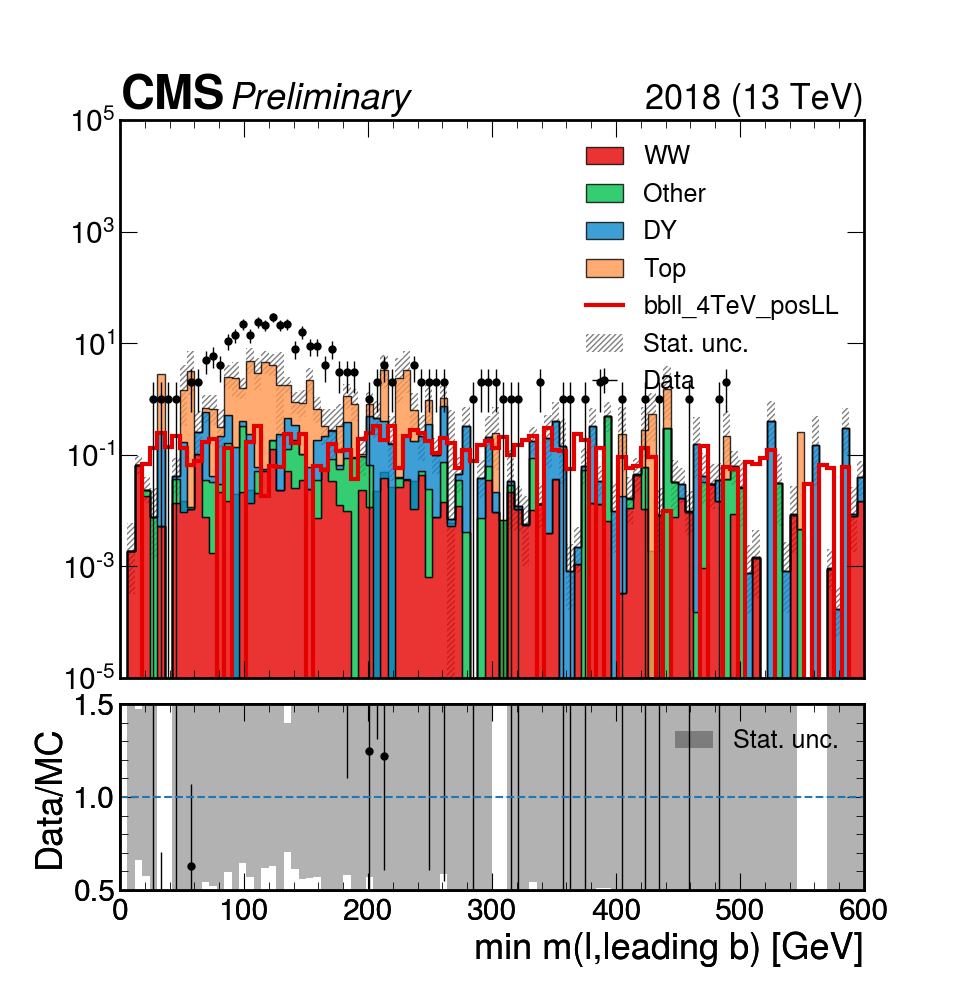 CMS Preliminary 2018 (13 TeV)
10^5
10^3
10^1
10^-1
10^-3
10^-5
WW
Other
DY
Top
bbll_4TeV_posLL
Stat. unc.
Data
Data/MC
1.5
1.0
0.5
Stat. unc.
0 100 200 300 400 500 600
min m(l,leading b) [GeV]